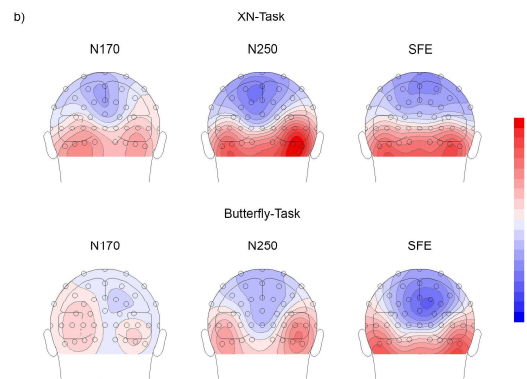 b)
XN-Task
N170 N250 SFE
Butterfly-Task
N170 N250 SFE